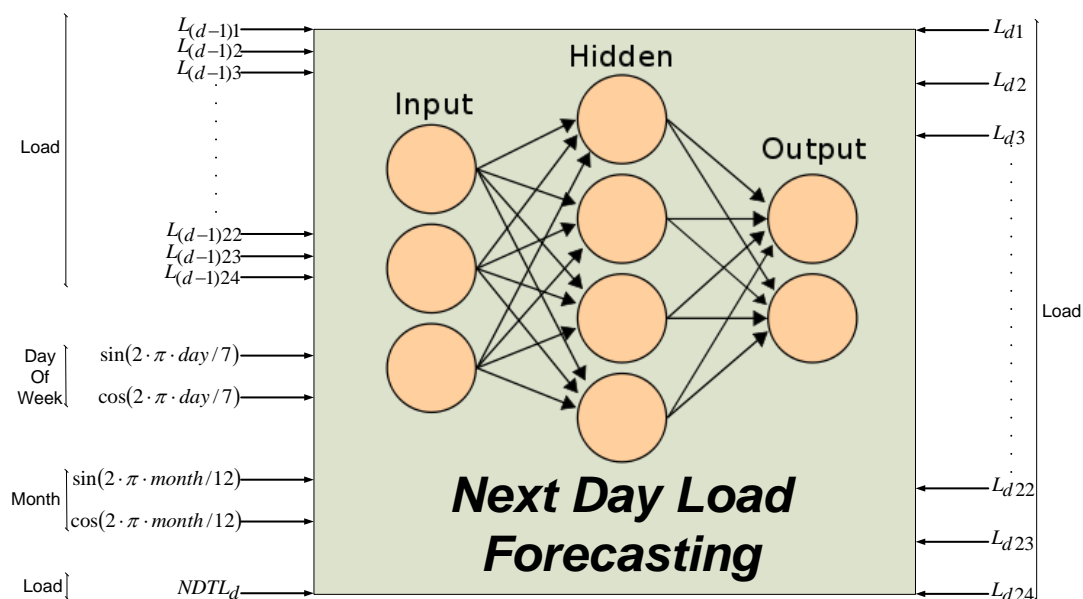 Load
L(d−1)1
L(d−1)2
L(d−1)3
L(d−1)22
L(d−1)23
L(d−1)24
Day
Of
Week
sin(2·π·day/7)
cos(2·π·day/7)
Month
sin(2·π·month/12)
cos(2·π·month/12)
Load
NDTLd
Input
Hidden
Output
Next Day Load
Forecasting
Ld1
Ld2
Ld3
Ld22
Ld23
Ld24
Load